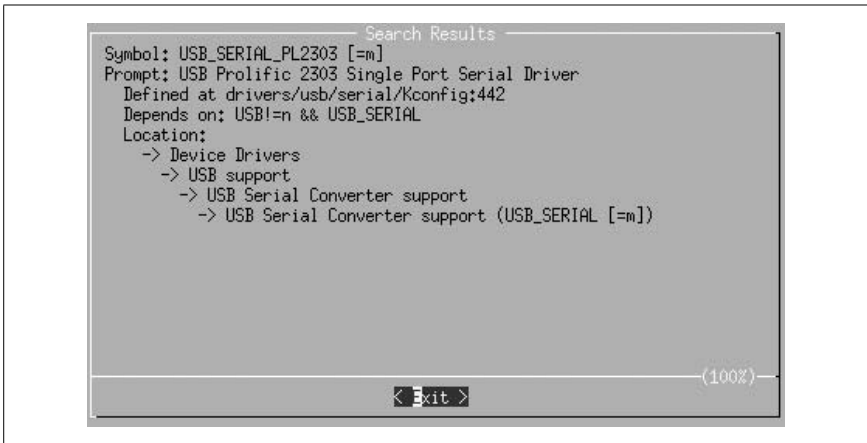 Search Results
Symbol: USB_SERIAL_PL2303 [=m]
Prompt: USB Prolific 2303 Single Port Serial Driver
Defined at drivers/usb/serial/Kconfig:442
Depends on: USB!=n && USB_SERIAL
Location:
-> Device Drivers
-> USB support
-> USB Serial Converter support
-> USB Serial Converter support (USB_SERIAL [=m])
(100%)
< Exit >